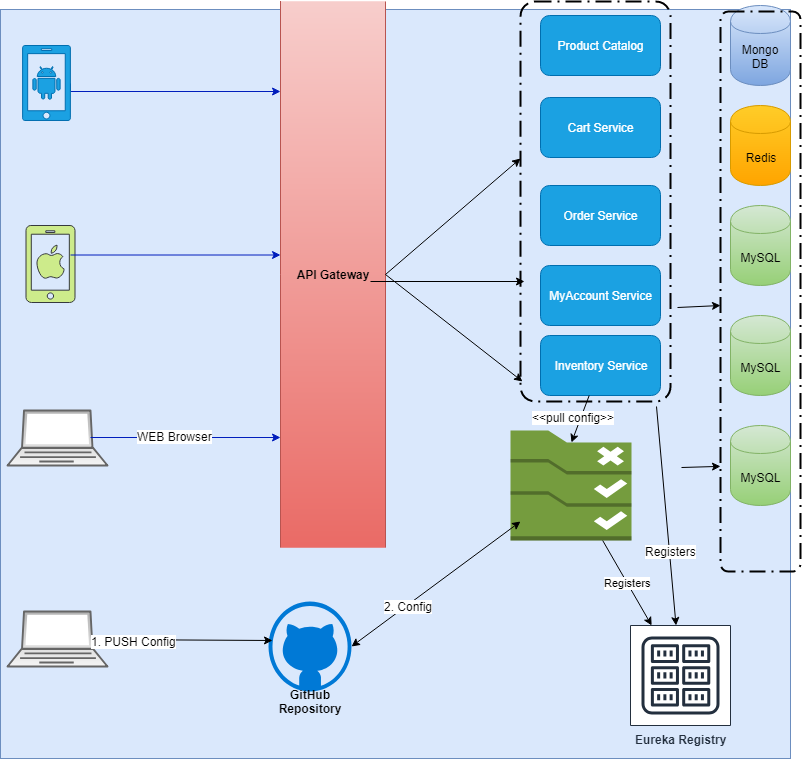 Product Catalog
Mongo
DB
Cart Service
Redis
Order Service
MySQL
API Gateway
MyAccount Service
Inventory Service
MySQL
<<pull config>>
WEB Browser
MySQL
Registers
Registers
2. Config
1. PUSH Config
GitHub
Repository
Eureka Registry